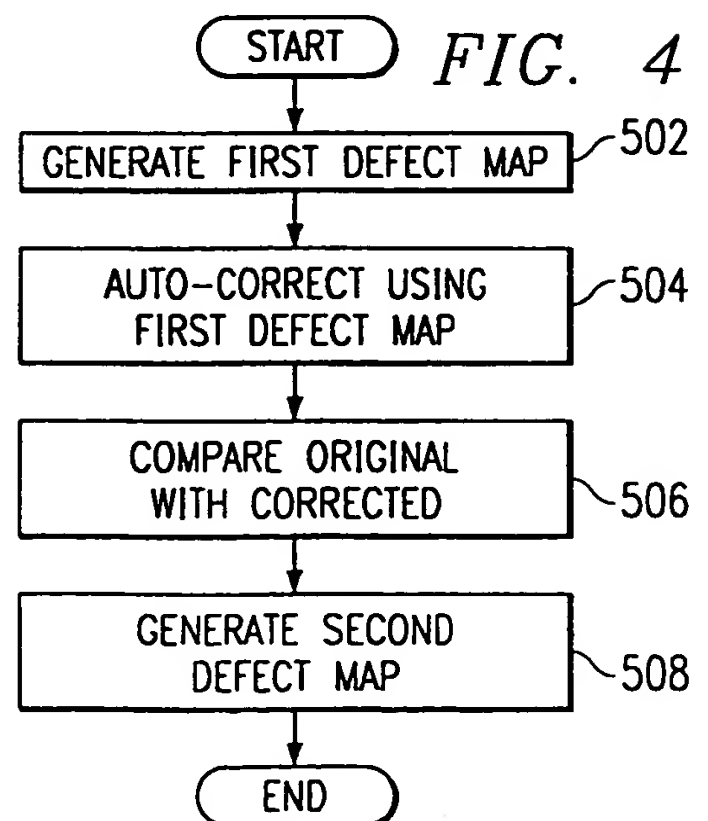 START
FIG. 4
GENERATE FIRST DEFECT MAP
502
AUTO-CORRECT USING
FIRST DEFECT MAP
504
COMPARE ORIGINAL
WITH CORRECTED
506
GENERATE SECOND
DEFECT MAP
508
END